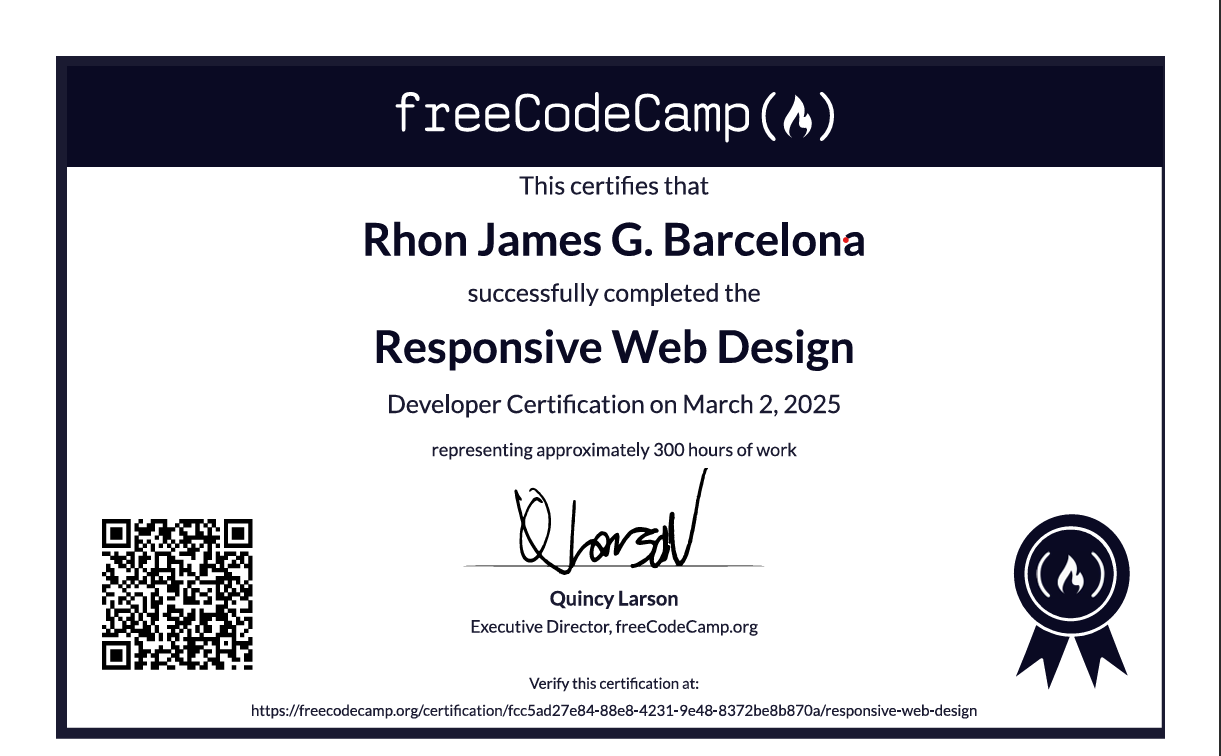 freeCodeCamp
This certifies that
Rhon James G. Barcelona
successfully completed the
Responsive Web Design
Developer Certification on March 2, 2025
representing approximately 300 hours of work
Q Larson
Quincy Larson
Executive Director, freeCodeCamp.org
Verify this certification at:
https://freecodecamp.org/certification/fcc5ad27e84-88e8-4231-9e48-8372be8b870a/responsive-web-design